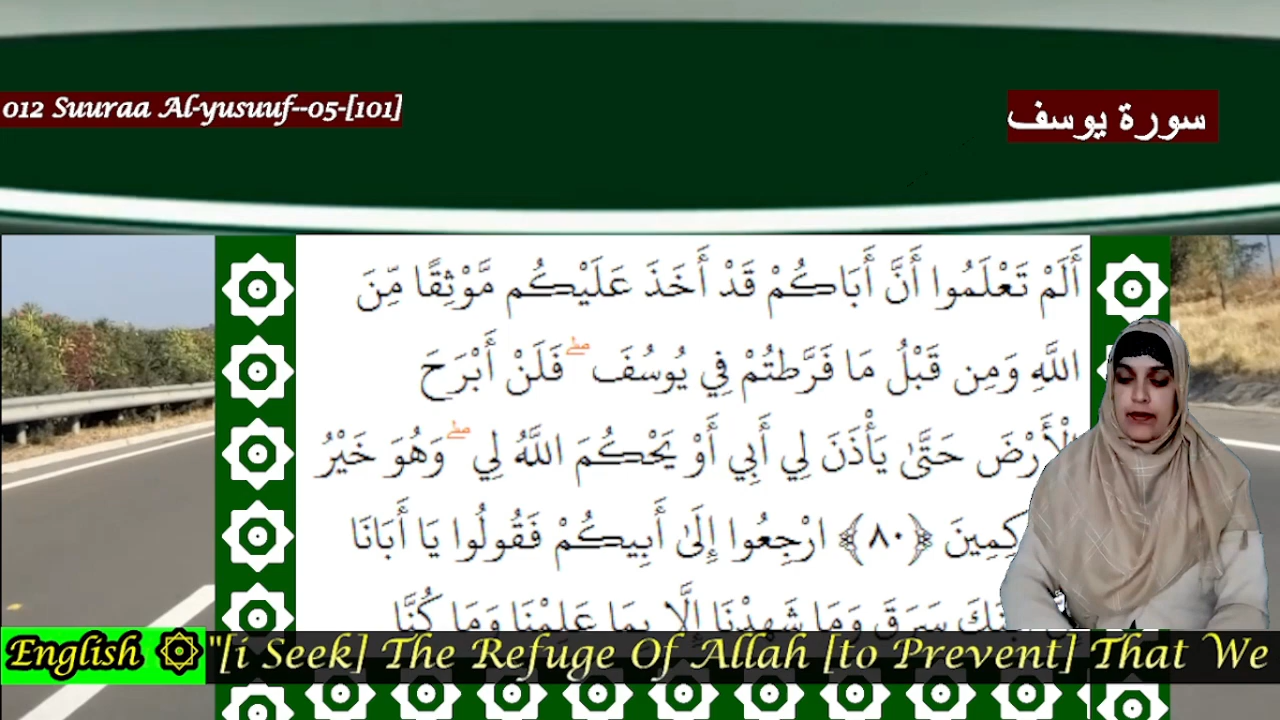 012 Suuraa Al-yusuuf--05-[101]
سورة يوسف
أَلَمْ تَعْلَمُوا أَنَّ أَبَاكُمْ قَدْ أَخَذَ عَلَيْكُم مَّوْثِقًا مِّنَ
اللَّهِ وَمِن قَبْلُ مَا فَرَّطتُمْ فِي يُوسُفَ ۖ فَلَنْ أَبْرَحَ
الْأَرْضَ حَتَّىٰ يَأْذَنَ لِي أَبِي أَوْ يَحْكُمَ اللَّهُ لِي ۖ وَهُوَ خَيْرُ
﴿٨٠﴾ ارْجِعُوا إِلَىٰ أَبِيكُمْ فَقُولُوا يَا أَبَانَا
سَرَقَ وَمَا شَهِدْنَا إِلَّا بِمَا عَلِمْنَا وَمَا كُنَّا
English "[i Seek] The Refuge Of Allah [to Prevent] That We